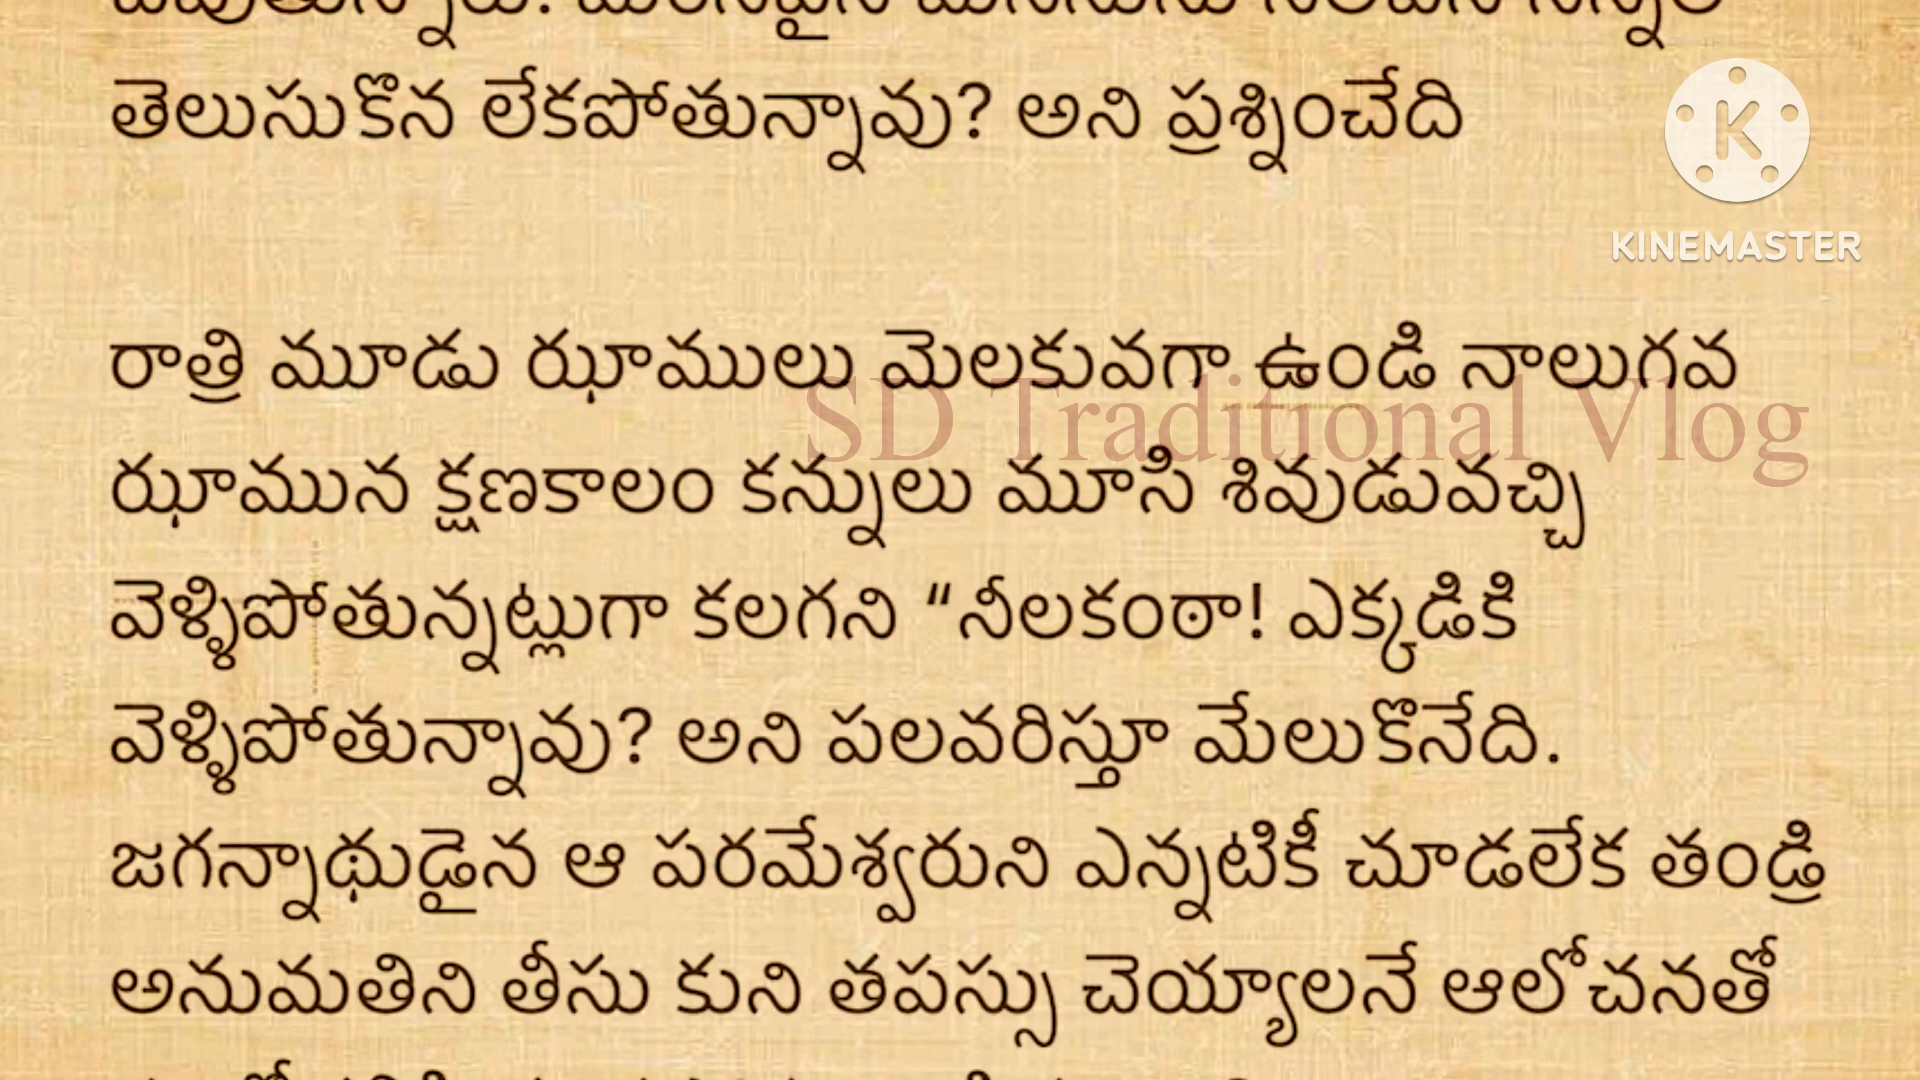 తెలుసుకొన లేకపోతున్నావు? అని ప్రశ్నించేది
KINEMASTER
రాత్రి మూడు ఝాములు మెలకువగా ఉండి నాలుగవ
SD Traditional Vlog
ఝామున క్షణకాలం కన్నులు మూసి శివుడువచ్చి
వెళ్ళిపోతున్నట్లుగా కలగని “నీలకంఠా! ఎక్కడికి
వెళ్ళిపోతున్నావు? అని పలవరిస్తూ మేలుకొనేది.
జగన్నాథుడైన ఆ పరమేశ్వరుని ఎన్నటికీ చూడలేక తండ్రి
అనుమతిని తీసు కుని తపస్సు చెయ్యాలనే ఆలోచనతో